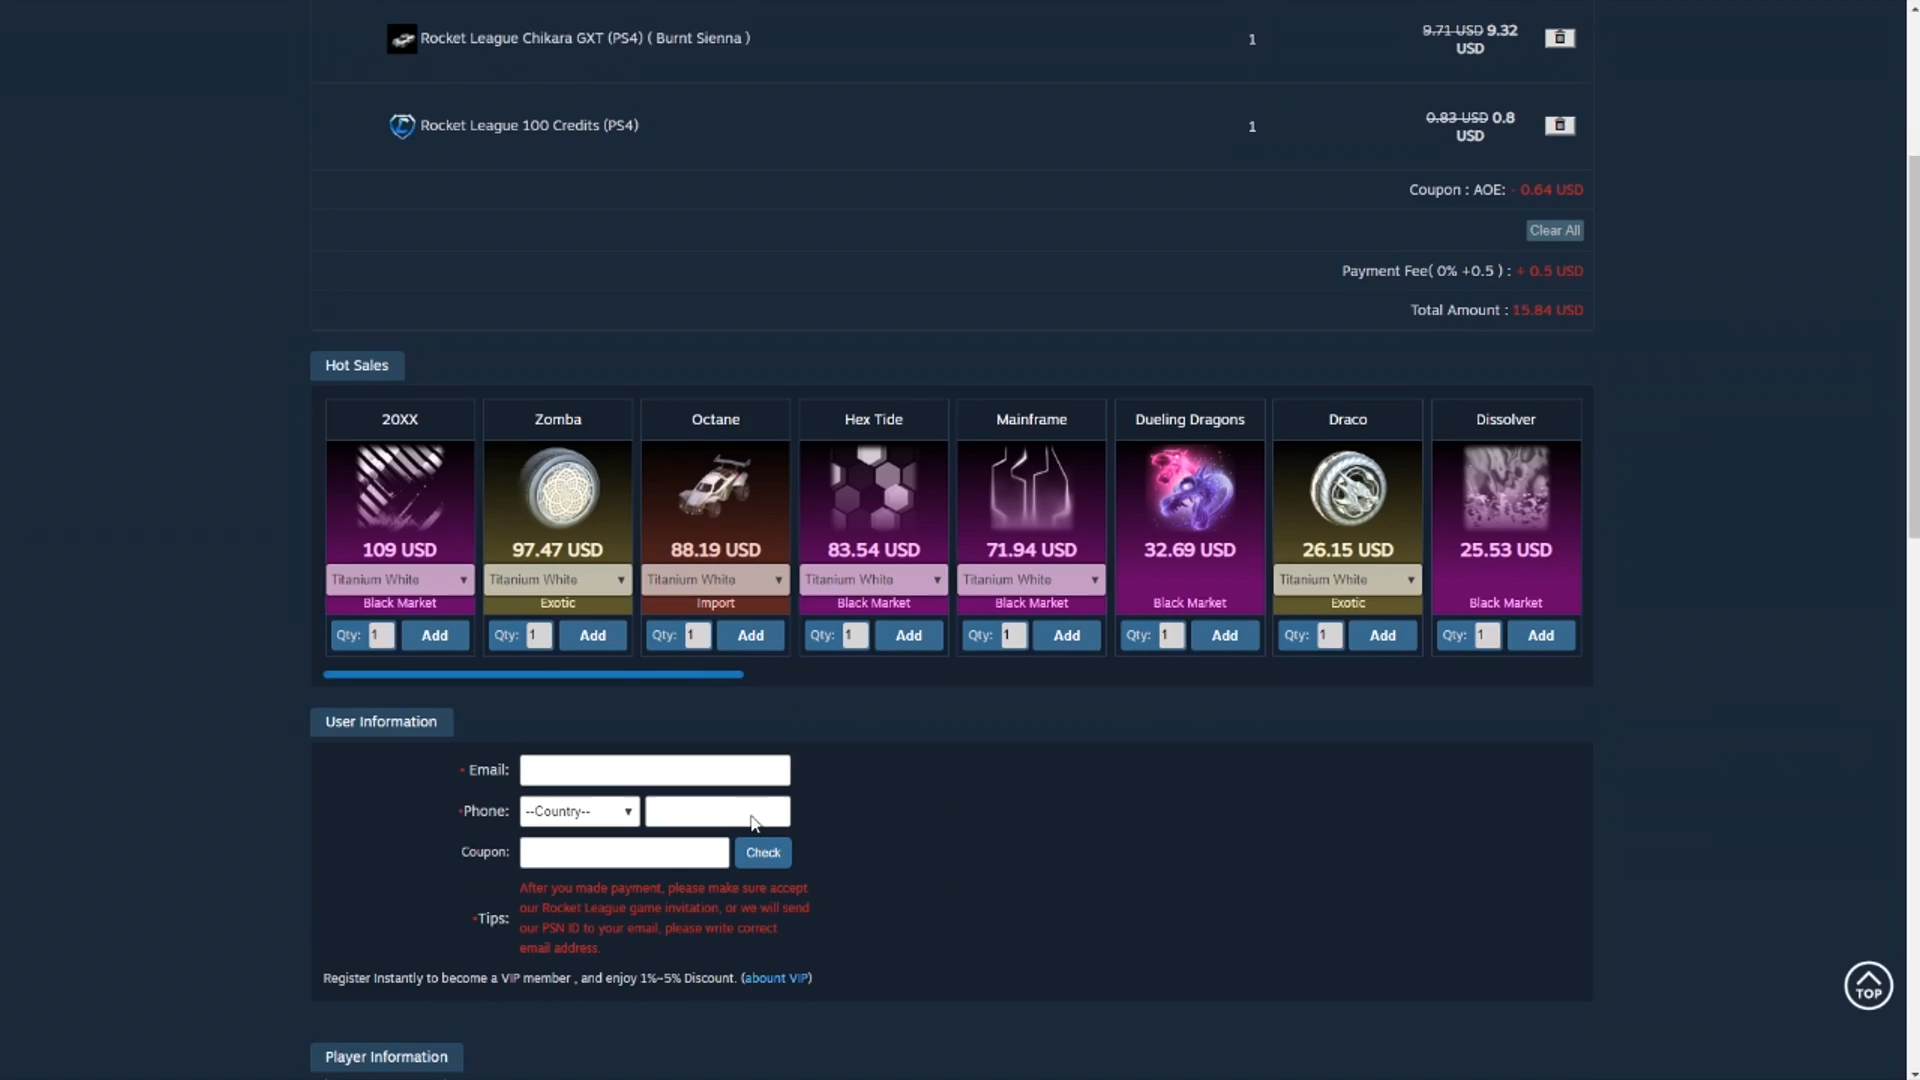 Rocket League Chikara GXT (PS4) ( Burnt Sienna )
1
9.71 USD 9.32
USD
Rocket League 100 Credits (PS4)
1
0.83 USD 0.8
USD
Coupon : AOE: - 0.64 USD
Clear All
Payment Fee( 0% +0.5 ) : + 0.5 USD
Total Amount : 15.84 USD
Hot Sales
20XX Zomba Octane Hex Tide Mainframe Dueling Dragons Draco Dissolver
109 USD 97.47 USD 88.19 USD 83.54 USD 71.94 USD 32.69 USD 26.15 USD 25.53 USD
Titanium White Titanium White Titanium White Titanium White Titanium White Titanium White
Black Market Exotic Import Black Market Black Market Black Market Exotic Black Market
Qty: 1 Add Qty: 1 Add Qty: 1 Add Qty: 1 Add Qty: 1 Add Qty: 1 Add Qty: 1 Add Qty: 1 Add
User Information
* Email:
*Phone: --Country--
Coupon: Check
*Tips:
After you made payment, please make sure accept
our Rocket League game invitation, or we will send
our PSN ID to your email, please write correct
email address.
Register Instantly to become a VIP member , and enjoy 1%~5% Discount. (abount VIP)
TOP
Player Information